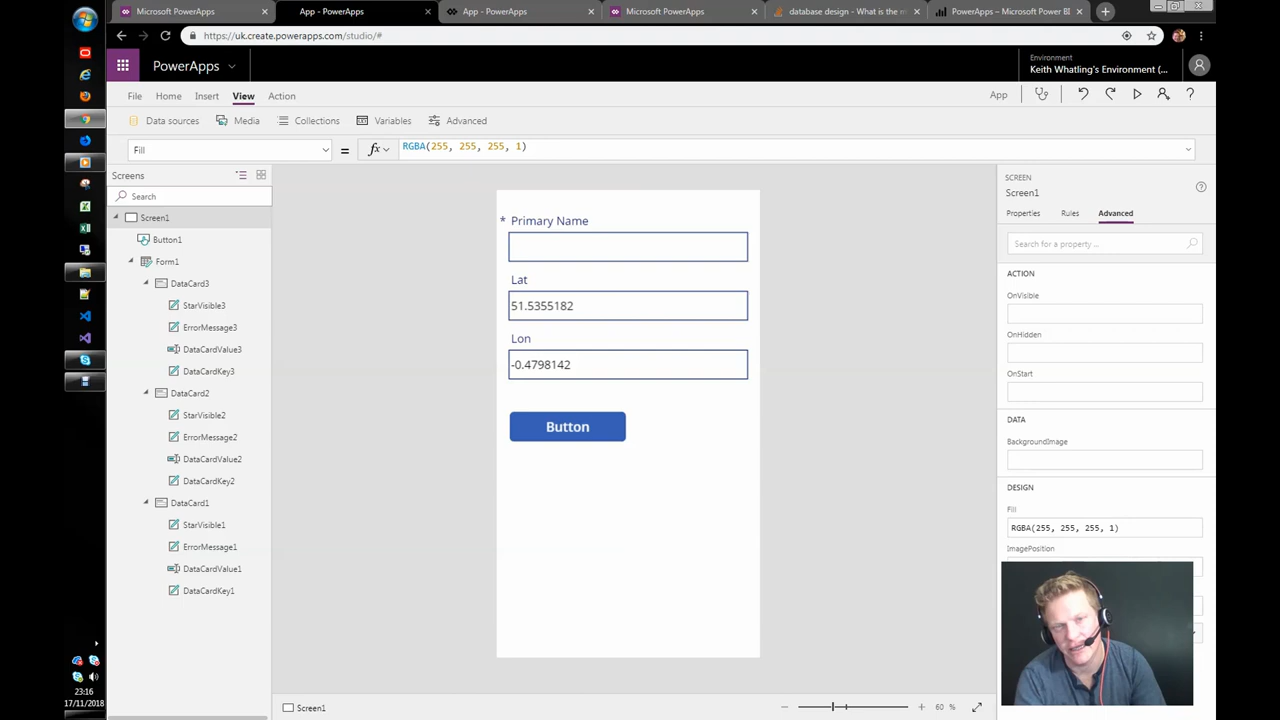 Microsoft PowerApps
App - PowerApps
App - PowerApps
Microsoft PowerApps
database design - What is the m
PowerApps – Microsoft Power BI
https://uk.create.powerapps.com/studio/#
PowerApps
Environment
Keith Whatling's Environment (...
File
Home
Insert
View
Action
App
Data sources
Media
Collections
Variables
Advanced
Fill
=
fx
RGBA(255, 255, 255, 1)
Screens
Search
Screen1
Button1
Form1
DataCard3
StarVisible3
ErrorMessage3
DataCardValue3
DataCardKey3
DataCard2
StarVisible2
ErrorMessage2
DataCardValue2
DataCardKey2
DataCard1
StarVisible1
ErrorMessage1
DataCardValue1
DataCardKey1
* Primary Name
Lat
51.5355182
Lon
-0.4798142
Button
SCREEN
Screen1
Properties
Rules
Advanced
Search for a property ...
ACTION
OnVisible
OnHidden
OnStart
DATA
BackgroundImage
DESIGN
Fill
RGBA(255, 255, 255, 1)
ImagePosition
Screen1
60 %
23:16
17/11/2018